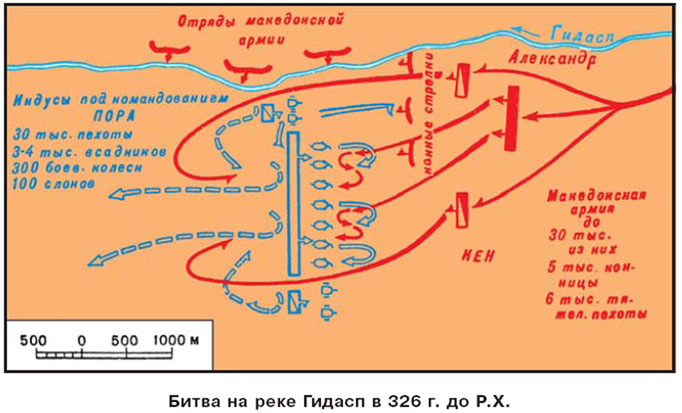 Отряды македонской
армии
Гидасп
Александр
Индусы под командованием
ПОРА
30 тыс. пехоты
3-4 тыс. всадников
300 боев. колесн
100 слонов
конные стрелки
Македонская
армия
до
30 тыс.
из них
5 тыс. кон-
ницы
6 тыс. тя-
жел. пехоты
КЕН
500 0 500 1000 м
Битва на реке Гидасп в 326 г. до Р.Х.